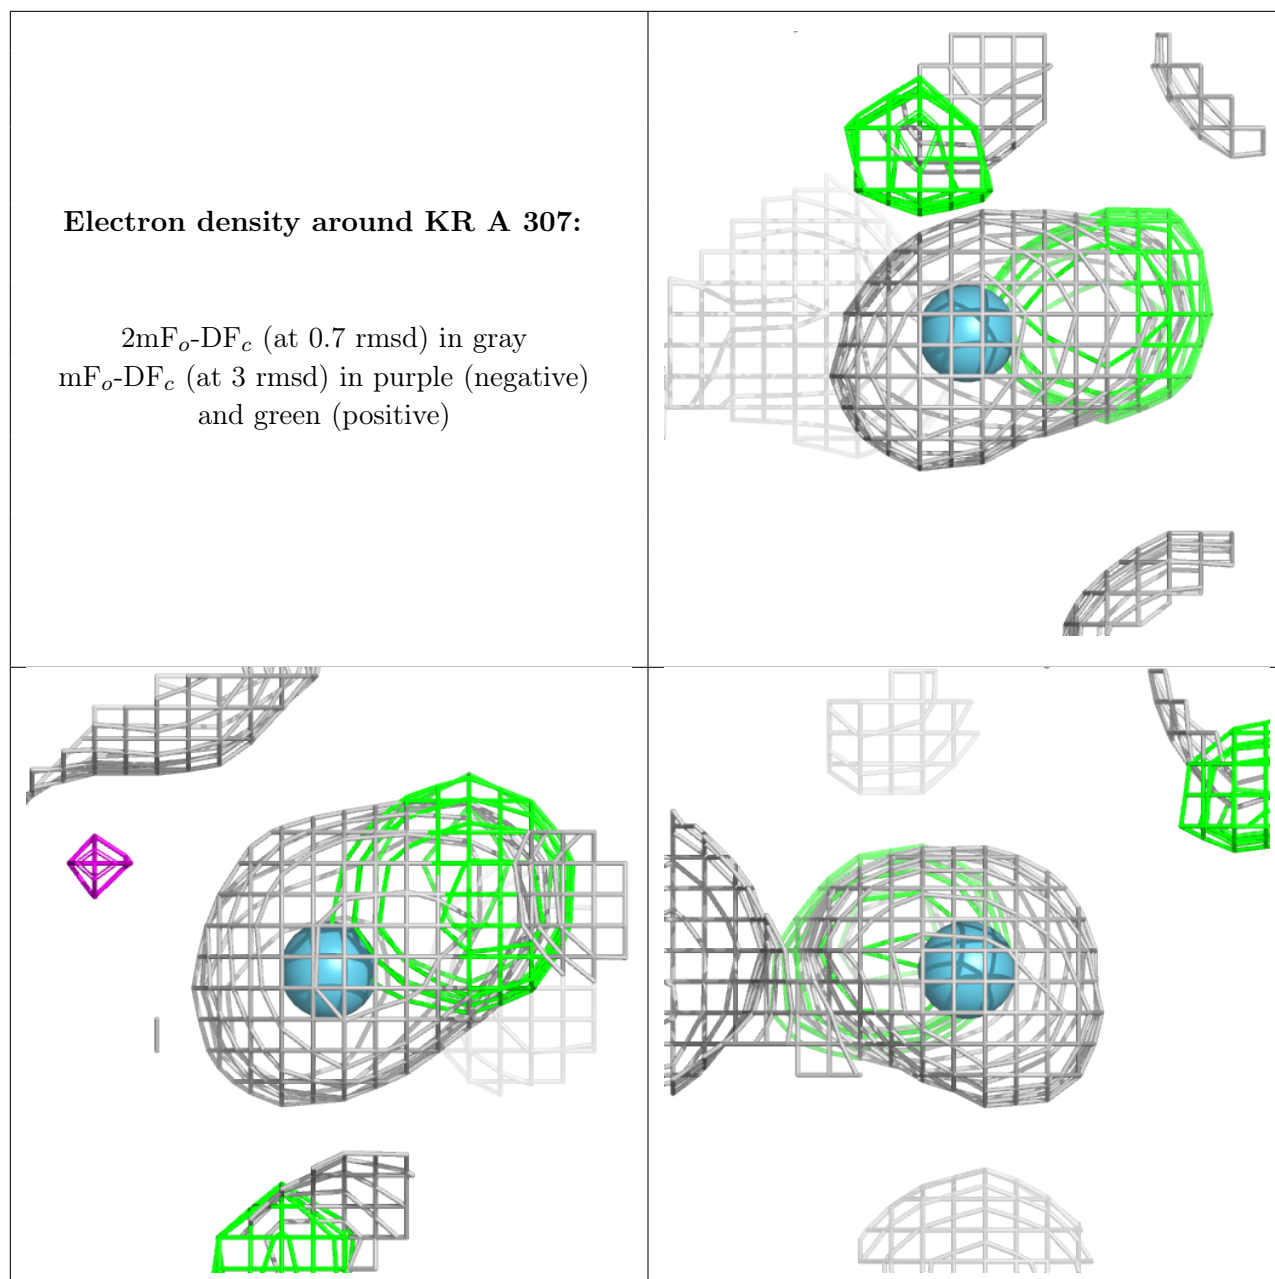 Electron density around KR A 307:
2mFo-DFc (at 0.7 rmsd) in gray
mFo-DFc (at 3 rmsd) in purple (negative)
and green (positive)